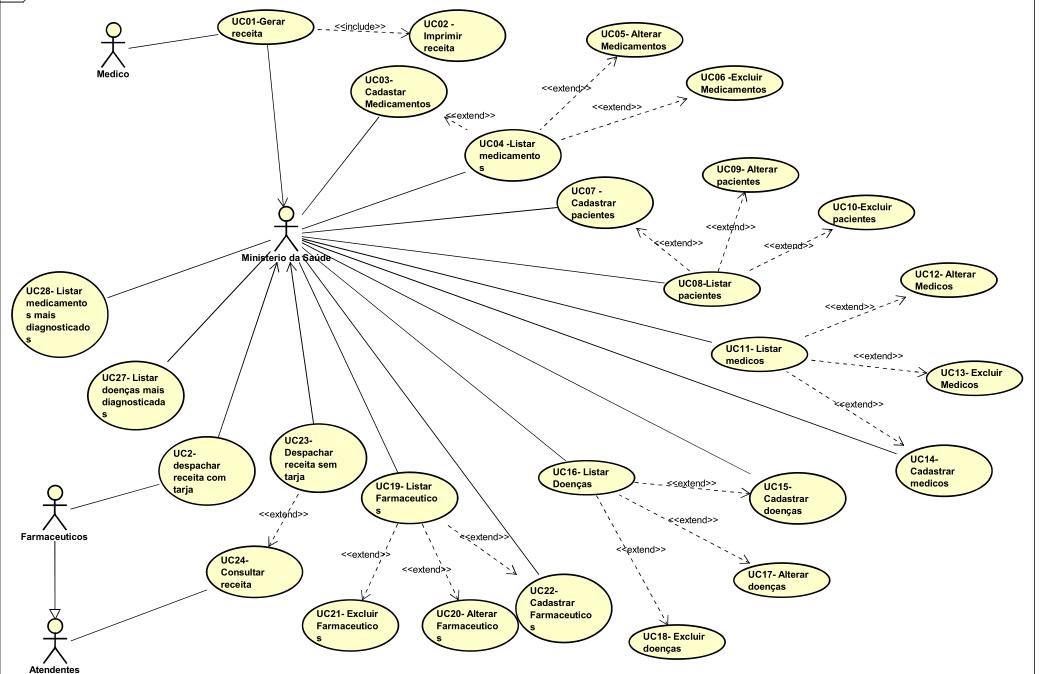 UC01-Gerar
receita
<<include>>
UC02 -
Imprimir
receita
Medico
UC05- Alterar
Medicamentos
UC03-
Cadastar
Medicamentos
<<extend>>
UC06 -Excluir
Medicamentos
<<extend>>
<<extend>>
UC04 -Listar
medicamento
s
UC09- Alterar
pacientes
UC07 -
Cadastrar
pacientes
UC10-Excluir
pacientes
<<extend>>
<<extend>>
<<extend>>
Ministerio da Saúde
UC08-Listar
pacientes
UC12- Alterar
Medicos
UC28- Listar
medicamento
s mais
diagnosticado
s
<<extend>>
UC11- Listar
medicos
<<extend>>
UC13- Excluir
Medicos
UC27- Listar
doenças mais
diagnosticada
s
<<extend>>
UC2-
despachar
receita com
tarja
UC23-
Despachar
receita sem
tarja
UC14-
Cadastrar
medicos
UC16- Listar
Doenças
<<extend>>
UC15-
Cadastrar
doenças
UC19- Listar
Farmaceutico
s
Farmaceuticos
<<extend>>
<<extend>>
<<extend>>
<<extend>>
<<extend>>
<<extend>>
UC24-
Consultar
receita
UC17- Alterar
doenças
UC22-
Cadastrar
Farmaceutico
s
UC21- Excluir
Farmaceutico
s
UC20- Alterar
Farmaceutico
s
UC18- Excluir
doenças
Atendentes